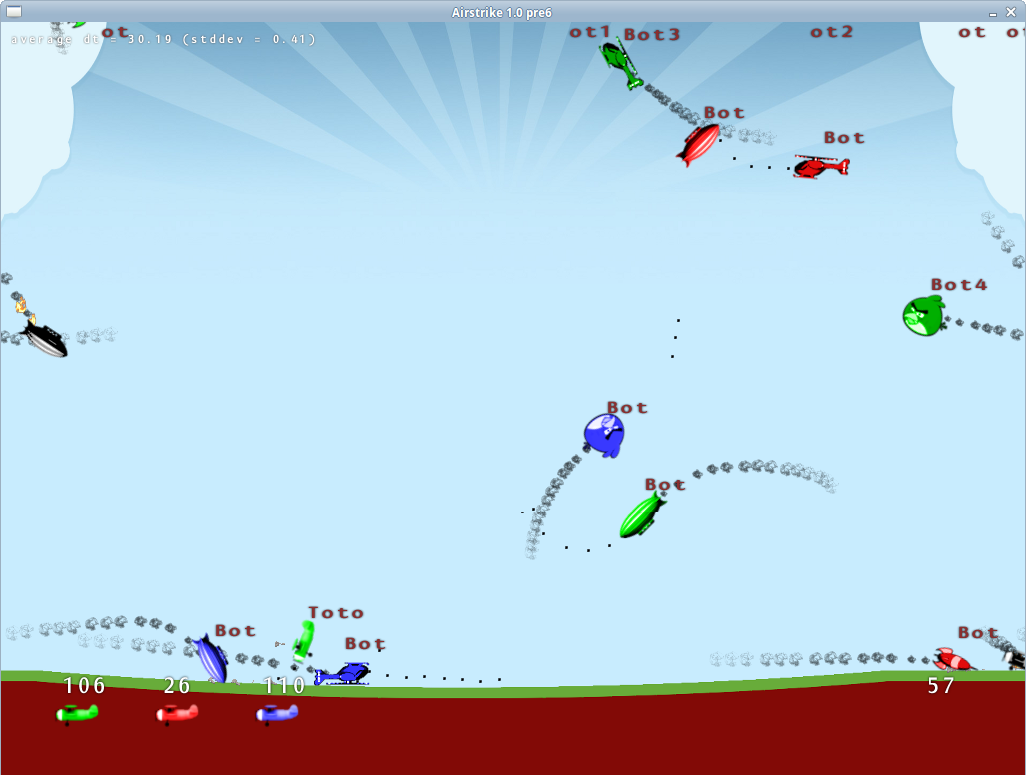 Airstrike 1.0 pre6
ot
ot1 Bot3 ot2 ot
average dt = 30.19 (stddev = 0.41)
Bot
Bot
Bot4
Bot
Bot
Toto
Bot
Bot
Bot
106 26 110 57